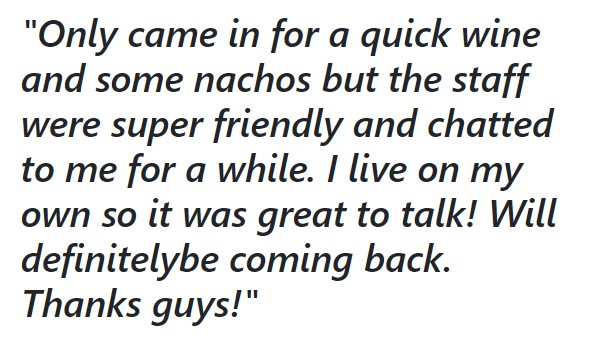 "Only came in for a quick wine
and some nachos but the staff
were super friendly and chatted
to me for a while. I live on my
own so it was great to talk! Will
definitelybe coming back.
Thanks guys!"